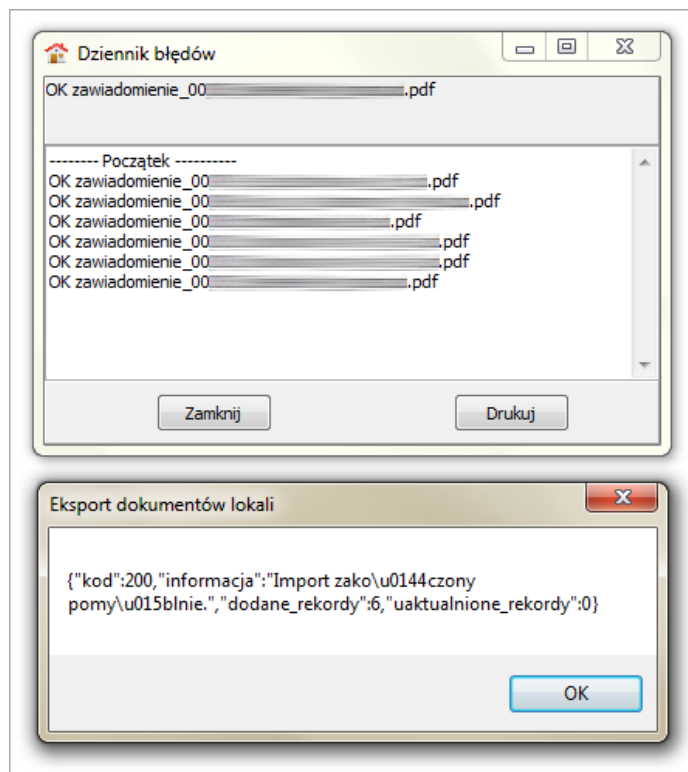 Dziennik błędów
OK zawiadomienie_00 .pdf
-------- Początek ----------
OK zawiadomienie_00 .pdf
OK zawiadomienie_00 .pdf
OK zawiadomienie_00 .pdf
OK zawiadomienie_00 .pdf
OK zawiadomienie_00 .pdf
OK zawiadomienie_00 .pdf
Zamknij Drukuj
Eksport dokumentów lokali
{"kod":200,"informacja":"Import zako\u0144czony
pomy\u015blnie.","dodane_rekordy":6,"uaktualnione_rekordy":0}
OK